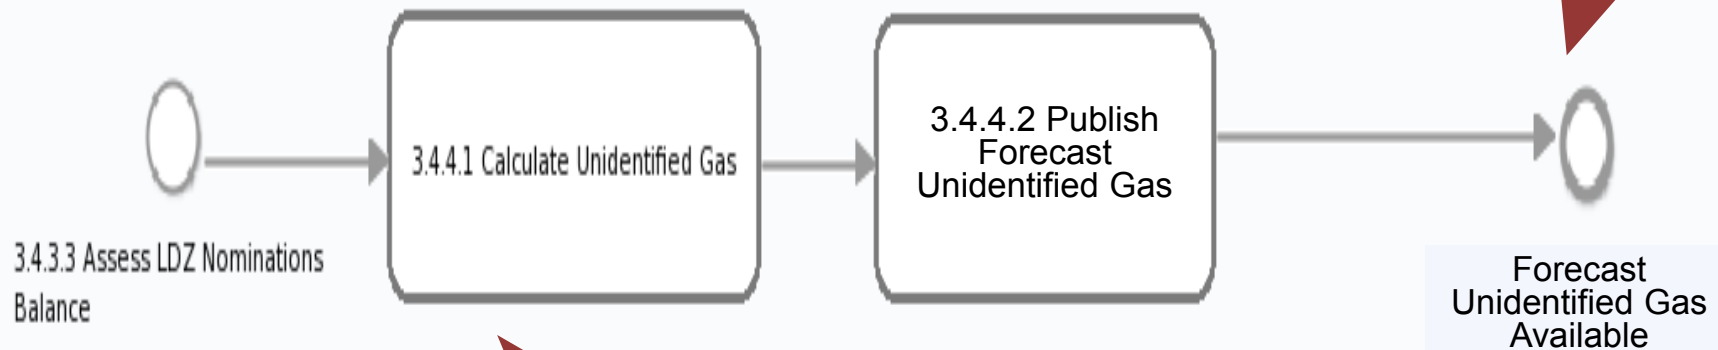 3.4.3.3 Assess LDZ Nominations
Balance
3.4.4.1 Calculate Unidentified Gas
3.4.4.2 Publish
Forecast
Unidentified Gas
Forecast
Unidentified Gas
Available